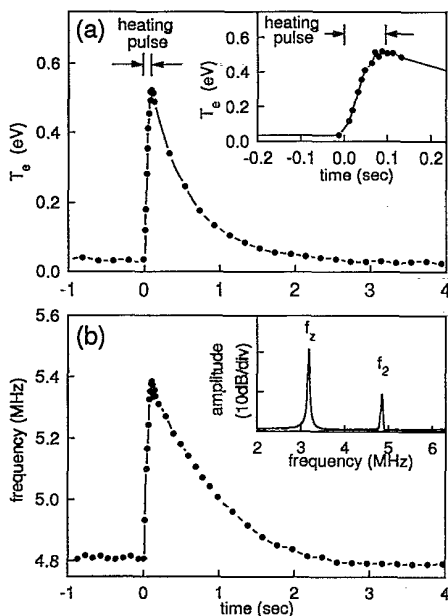 (a)
heating
pulse
T_e (eV)
0.6
0.4
0.2
0.0
-1 0 1 2 3 4
heating
pulse
T_e (eV)
0.6
0.4
0.2
0.0
-0.2 -0.1 0.0 0.1 0.2
time (sec)
(b)
frequency (MHz)
5.6
5.4
5.2
5.0
4.8
-1 0 1 2 3 4
time (sec)
amplitude
(10dB/div)
f_z
f_2
2 3 4 5 6
frequency (MHz)